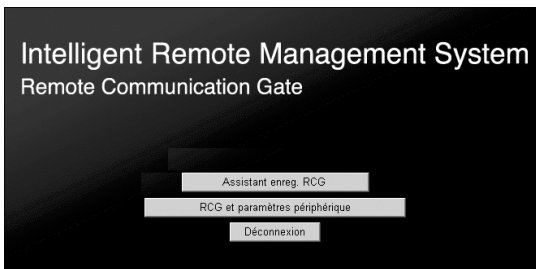 Intelligent Remote Management System
Remote Communication Gate
Assistant enreg. RCG
RCG et paramètres périphérique
Déconnexion